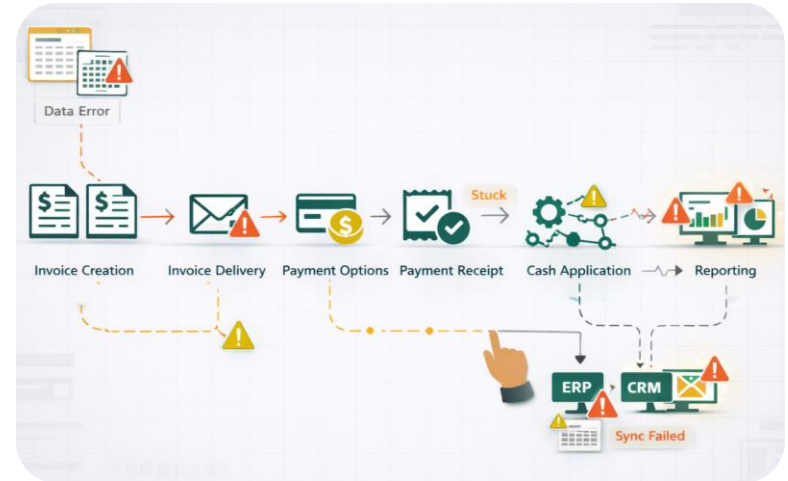 Data Error
Stuck
Invoice Creation
Invoice Delivery
Payment Options
Payment Receipt
Cash Application
Reporting
ERP
CRM
Sync Failed